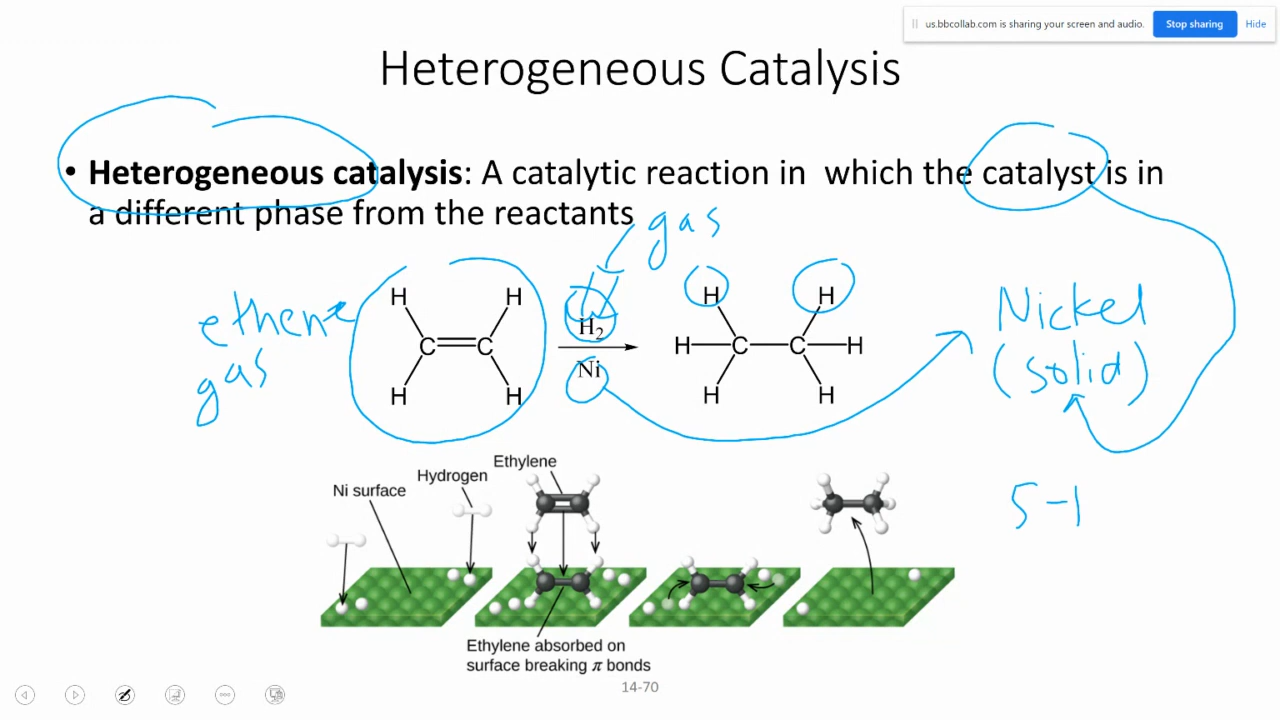 us.bbcollab.com is sharing your screen and audio. Stop sharing Hide
Heterogeneous Catalysis
• Heterogeneous catalysis: A catalytic reaction in which the catalyst is in
a different phase from the reactants
gas
ethene
gas
H H
C C
H H
H2
Ni
H H
H C C H
H H
Nickel
(solid)
5-1
Ethylene
Hydrogen
Ni surface
Ethylene absorbed on
surface breaking π bonds
14-70